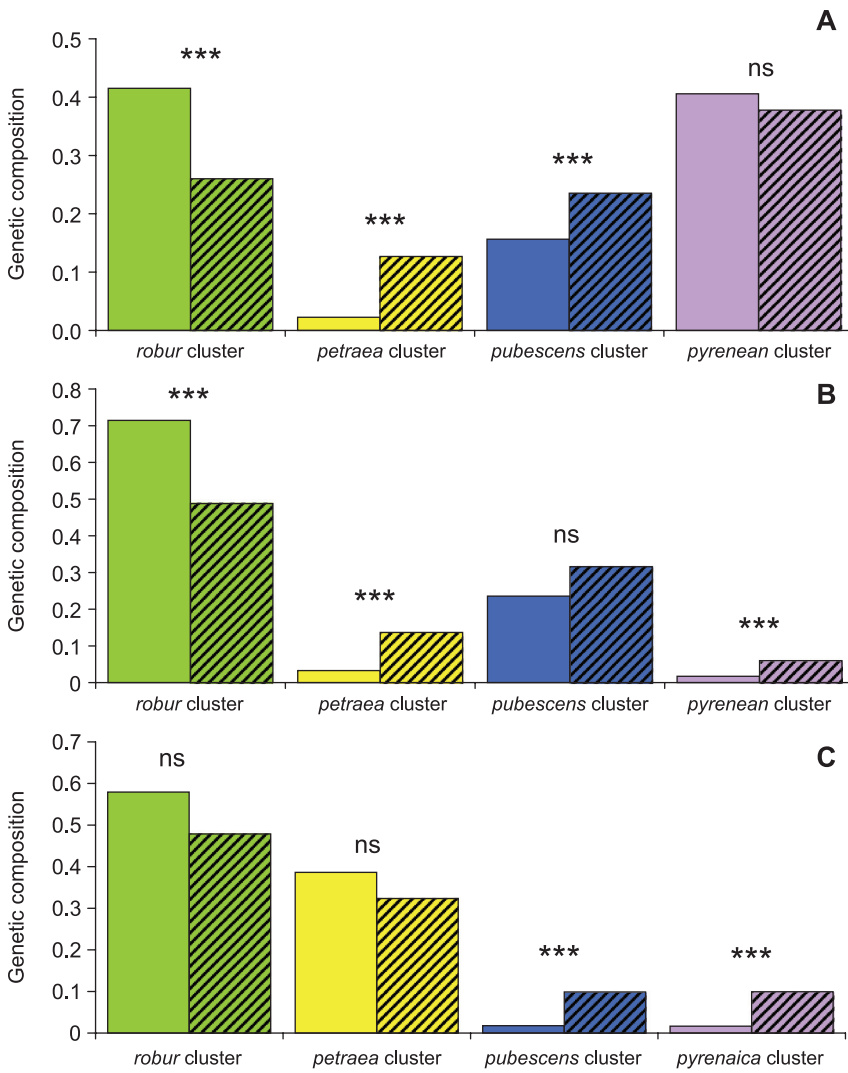 A
Genetic composition
0.5
0.4
0.3
0.2
0.1
0.0
***
***
***
ns
robur cluster
petraea cluster
pubescens cluster
pyrenean cluster
B
Genetic composition
0.8
0.7
0.6
0.5
0.4
0.3
0.2
0.1
0
***
***
ns
***
robur cluster
petraea cluster
pubescens cluster
pyrenean cluster
C
Genetic composition
0.7
0.6
0.5
0.4
0.3
0.2
0.1
0
ns
ns
***
***
robur cluster
petraea cluster
pubescens cluster
pyrenaica cluster